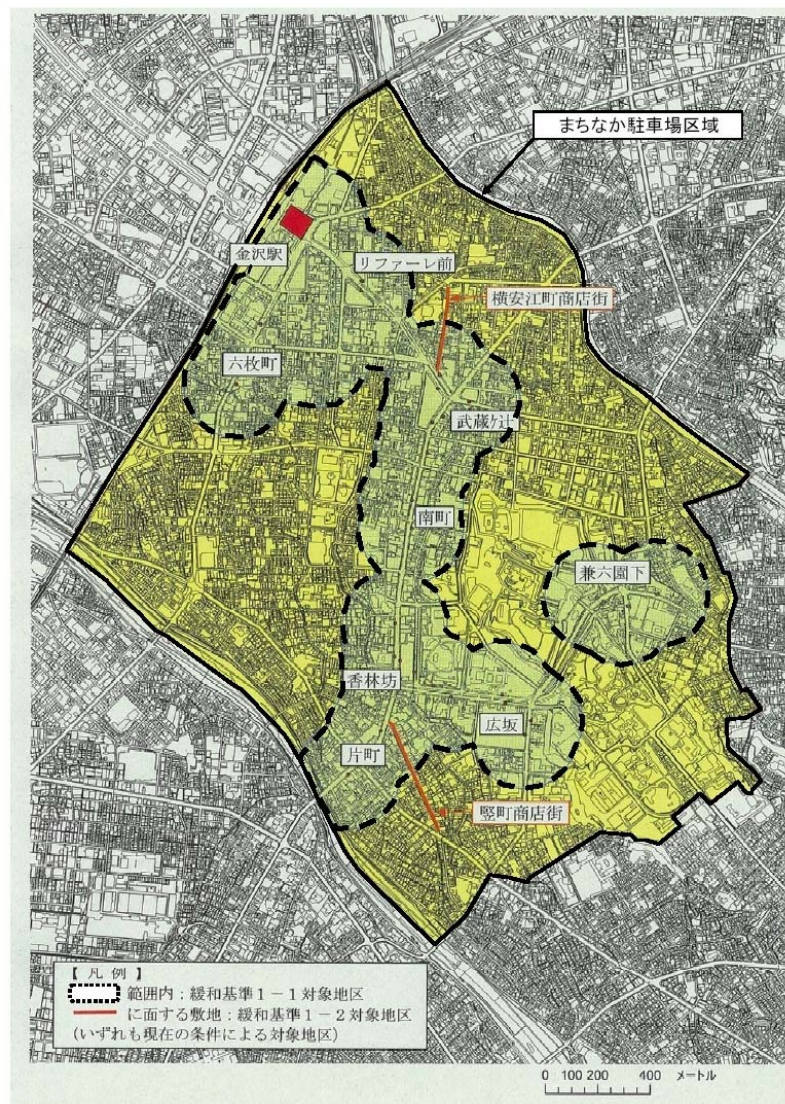 まちなか駐車場区域
金沢駅
リファーレ前
横安江町商店街
六枚町
武蔵ケ辻
南町
兼六園下
香林坊
広坂
片町
竪町商店街
【 凡 例 】
範囲内：緩和基準１－１対象地区
に面する敷地：緩和基準１－２対象地区
(いずれも現在の条件による対象地区)
0 100 200 400 メートル